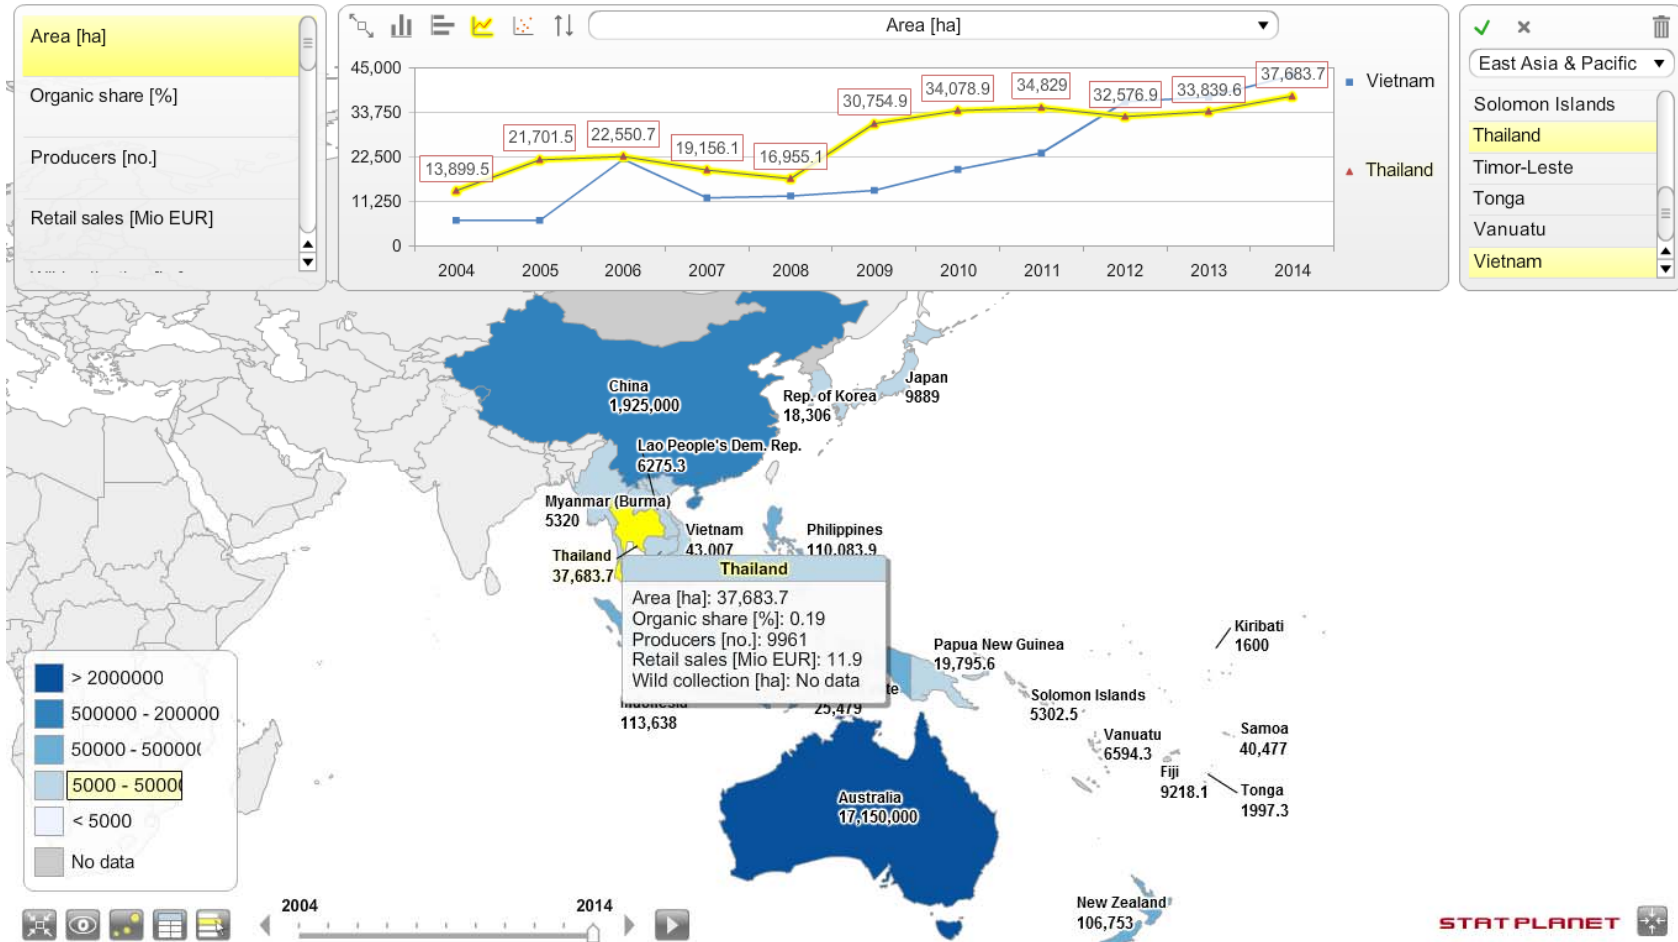 Area [ha]
Organic share [%]
Producers [no.]
Retail sales [Mio EUR]
Area [ha]
45,000
33,750
22,500
11,250
0
13,899.5
21,701.5
22,550.7
19,156.1
16,955.1
30,754.9
34,078.9
34,829
32,576.9
33,839.6
37,683.7
2004 2005 2006 2007 2008 2009 2010 2011 2012 2013 2014
Vietnam
Thailand
East Asia & Pacific
Solomon Islands
Thailand
Timor-Leste
Tonga
Vanuatu
Vietnam
China
1,925,000
Rep. of Korea
18,306
Japan
9889
Lao People's Dem. Rep.
6275.3
Myanmar (Burma)
5320
Vietnam
43,007
Philippines
110,083.9
Thailand
37,683.7
Thailand
Area [ha]: 37,683.7
Organic share [%]: 0.19
Producers [no.]: 9961
Retail sales [Mio EUR]: 11.9
Wild collection [ha]: No data
Indonesia
113,638
te
25,479
Papua New Guinea
19,795.6
Kiribati
1600
Solomon Islands
5302.5
Vanuatu
6594.3
Samoa
40,477
Fiji
9218.1
Tonga
1997.3
Australia
17,150,000
New Zealand
106,753
> 2000000
500000 - 200000
50000 - 500000
5000 - 50000
< 5000
No data
2004
2014
STATPLANET